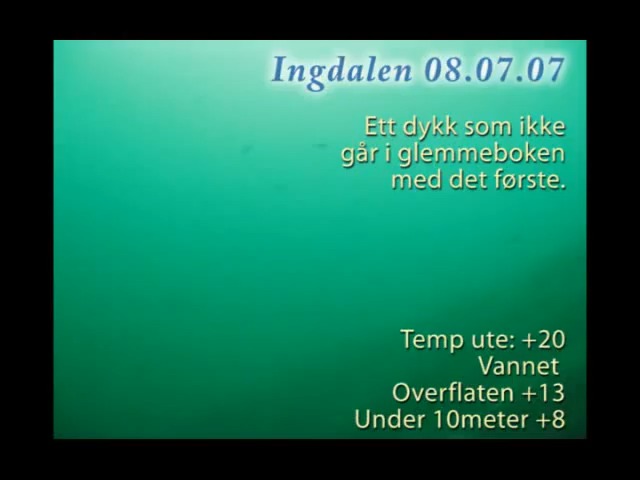 Ingdalen 08.07.07
Ett dykk som ikke
går i glemmeboken
med det første.
Temp ute: +20
Vannet
Overflaten +13
Under 10meter +8